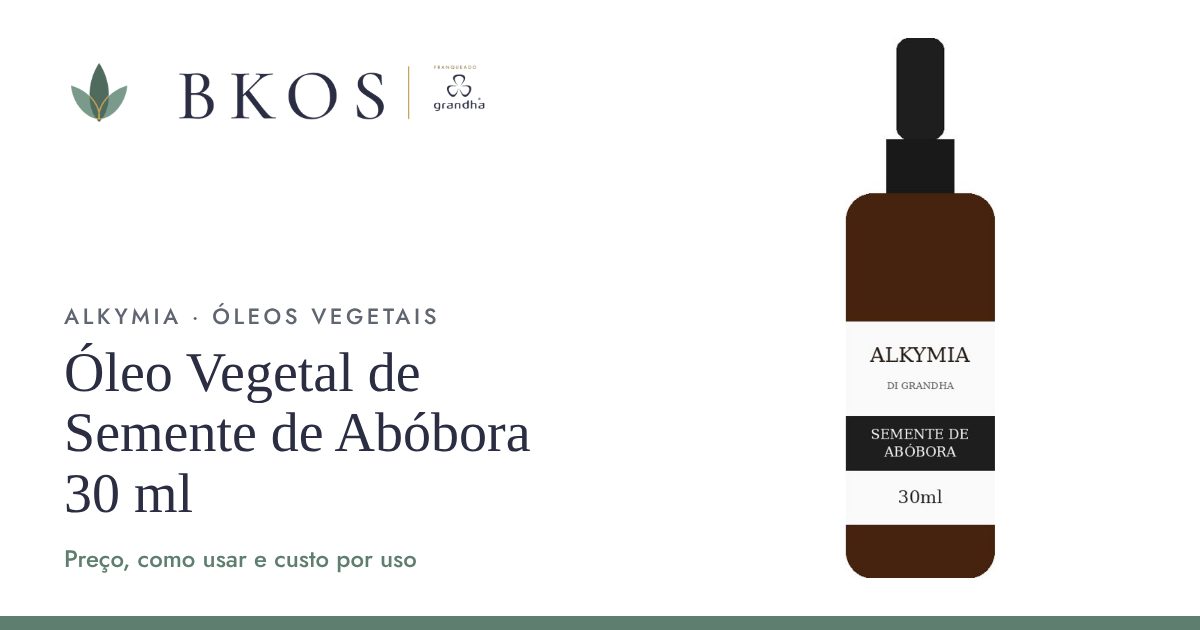 BKOS
FRANQUEADO
grandha
ALKYMIA · ÓLEOS VEGETAIS
Óleo Vegetal de
Semente de Abóbora
30 ml
Preço, como usar e custo por uso
ALKYMIA
DI GRANDHA
SEMENTE DE
ABÓBORA
30ml